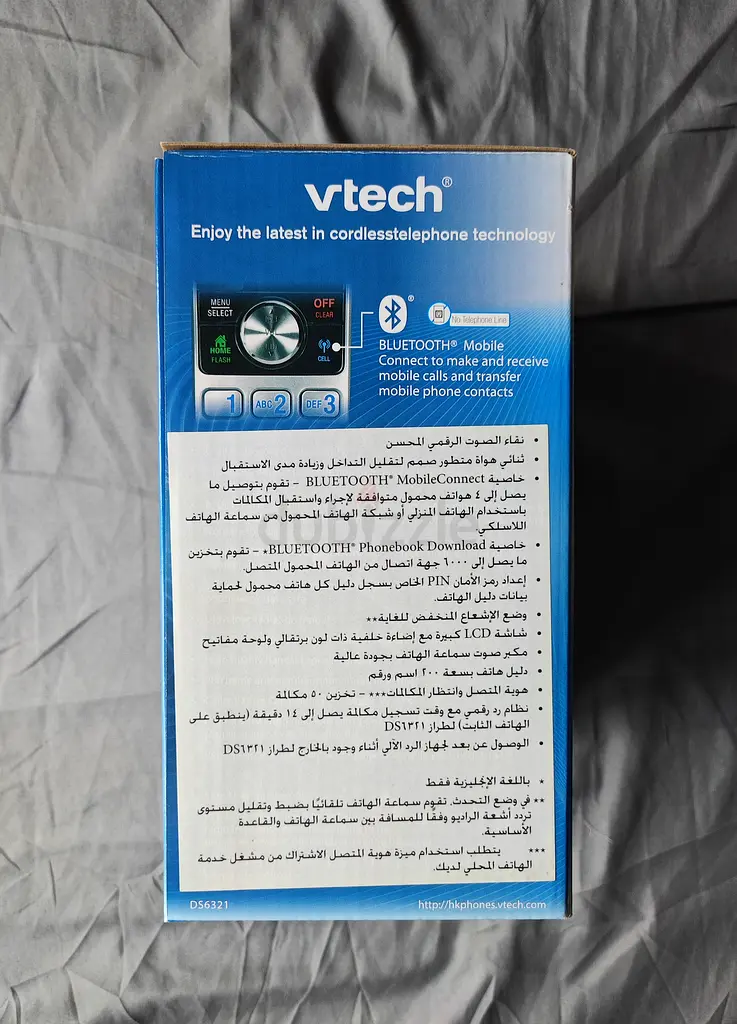 vtech®
Enjoy the latest in cordlesstelephone technology
MENU
SELECT
OFF
CLEAR
HOME
FLASH
CELL
1
ABC 2
DEF 3
No Telephone Line
BLUETOOTH® Mobile
Connect to make and receive
mobile calls and transfer
mobile phone contacts
• نقاء الصوت الرقمي المحسن
• ثنائي هواة متطور صمم لتقليل التداخل وزيادة مدى الاستقبال
• خاصية BLUETOOTH® MobileConnect – تقوم بتوصيل ما
يصل إلى ٤ هواتف محمول متوافقة لإجراء واستقبال المكالمات
باستخدام الهاتف المنزلي أو شبكة الهاتف المحمول من سماعة الهاتف
اللاسلكي.
• خاصية BLUETOOTH® Phonebook Download* – تقوم بتخزين
ما يصل إلى ٦٠٠٠ جهة اتصال من الهاتف المحمول المتصل.
• إعداد رمز الأمان PIN الخاص بسجل دليل كل هاتف محمول لحماية
بيانات دليل الهاتف.
• وضع الإشعاع المنخفض للغاية**
• شاشة LCD كبيرة مع إضاءة خلفية ذات لون برتقالي ولوحة مفاتيح
• مكبر صوت سماعة الهاتف بجودة عالية
• دليل هاتف بسعة ٢٠٠ اسم ورقم
• هوية المتصل وانتظار المكالمات*** – تخزين ٥٠ مكالمة
• نظام رد رقمي مع وقت تسجيل مكالمة يصل إلى ١٤ دقيقة (ينطبق على
الهاتف الثابت) لطراز DS٦٣٢١
• الوصول عن بعد لجهاز الرد الآلي أثناء وجود بالخارج لطراز DS٦٣٢١
* باللغة الإنجليزية فقط
** في وضع التحدث. تقوم سماعة الهاتف تلقائيًا بضبط وتقليل مستوى
تردد أشعة الراديو وفقًا للمسافة بين سماعة الهاتف والقاعدة
الأساسية.
*** يتطلب استخدام ميزة هوية المتصل الاشتراك من مشغل خدمة
الهاتف المحلي لديك.
dubizzle
DS6321
http://hkphones.vtech.com